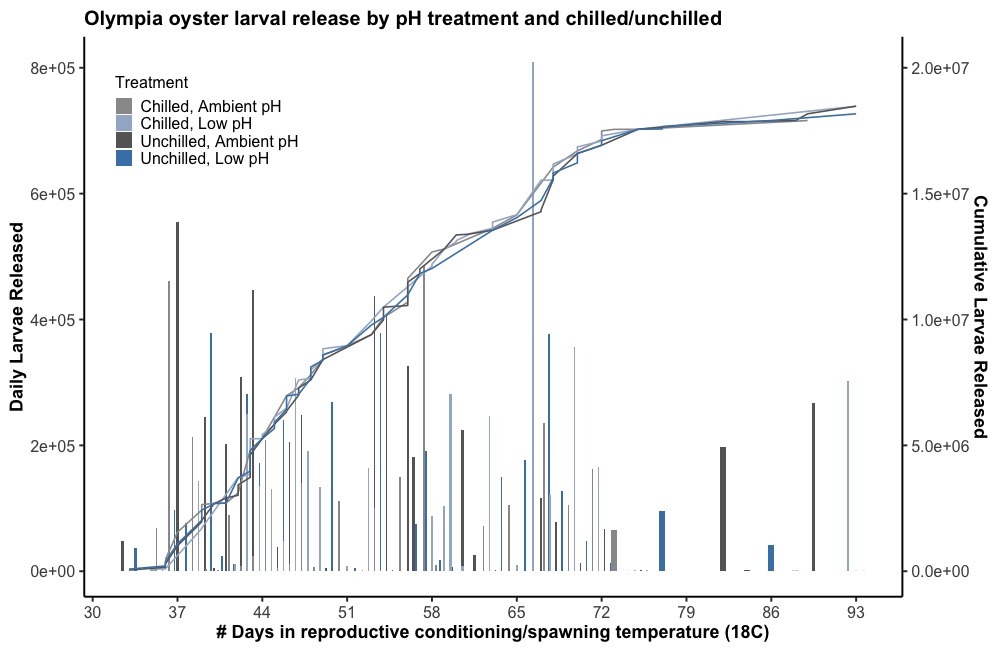 Olympia oyster larval release by pH treatment and chilled/unchilled
Treatment
Chilled, Ambient pH
Chilled, Low pH
Unchilled, Ambient pH
Unchilled, Low pH
Daily Larvae Released
8e+05
6e+05
4e+05
2e+05
0e+00
2.0e+07
1.5e+07
1.0e+07
5.0e+06
0.0e+00
Cumulative Larvae Released
30 37 44 51 58 65 72 79 86 93
# Days in reproductive conditioning/spawning temperature (18C)